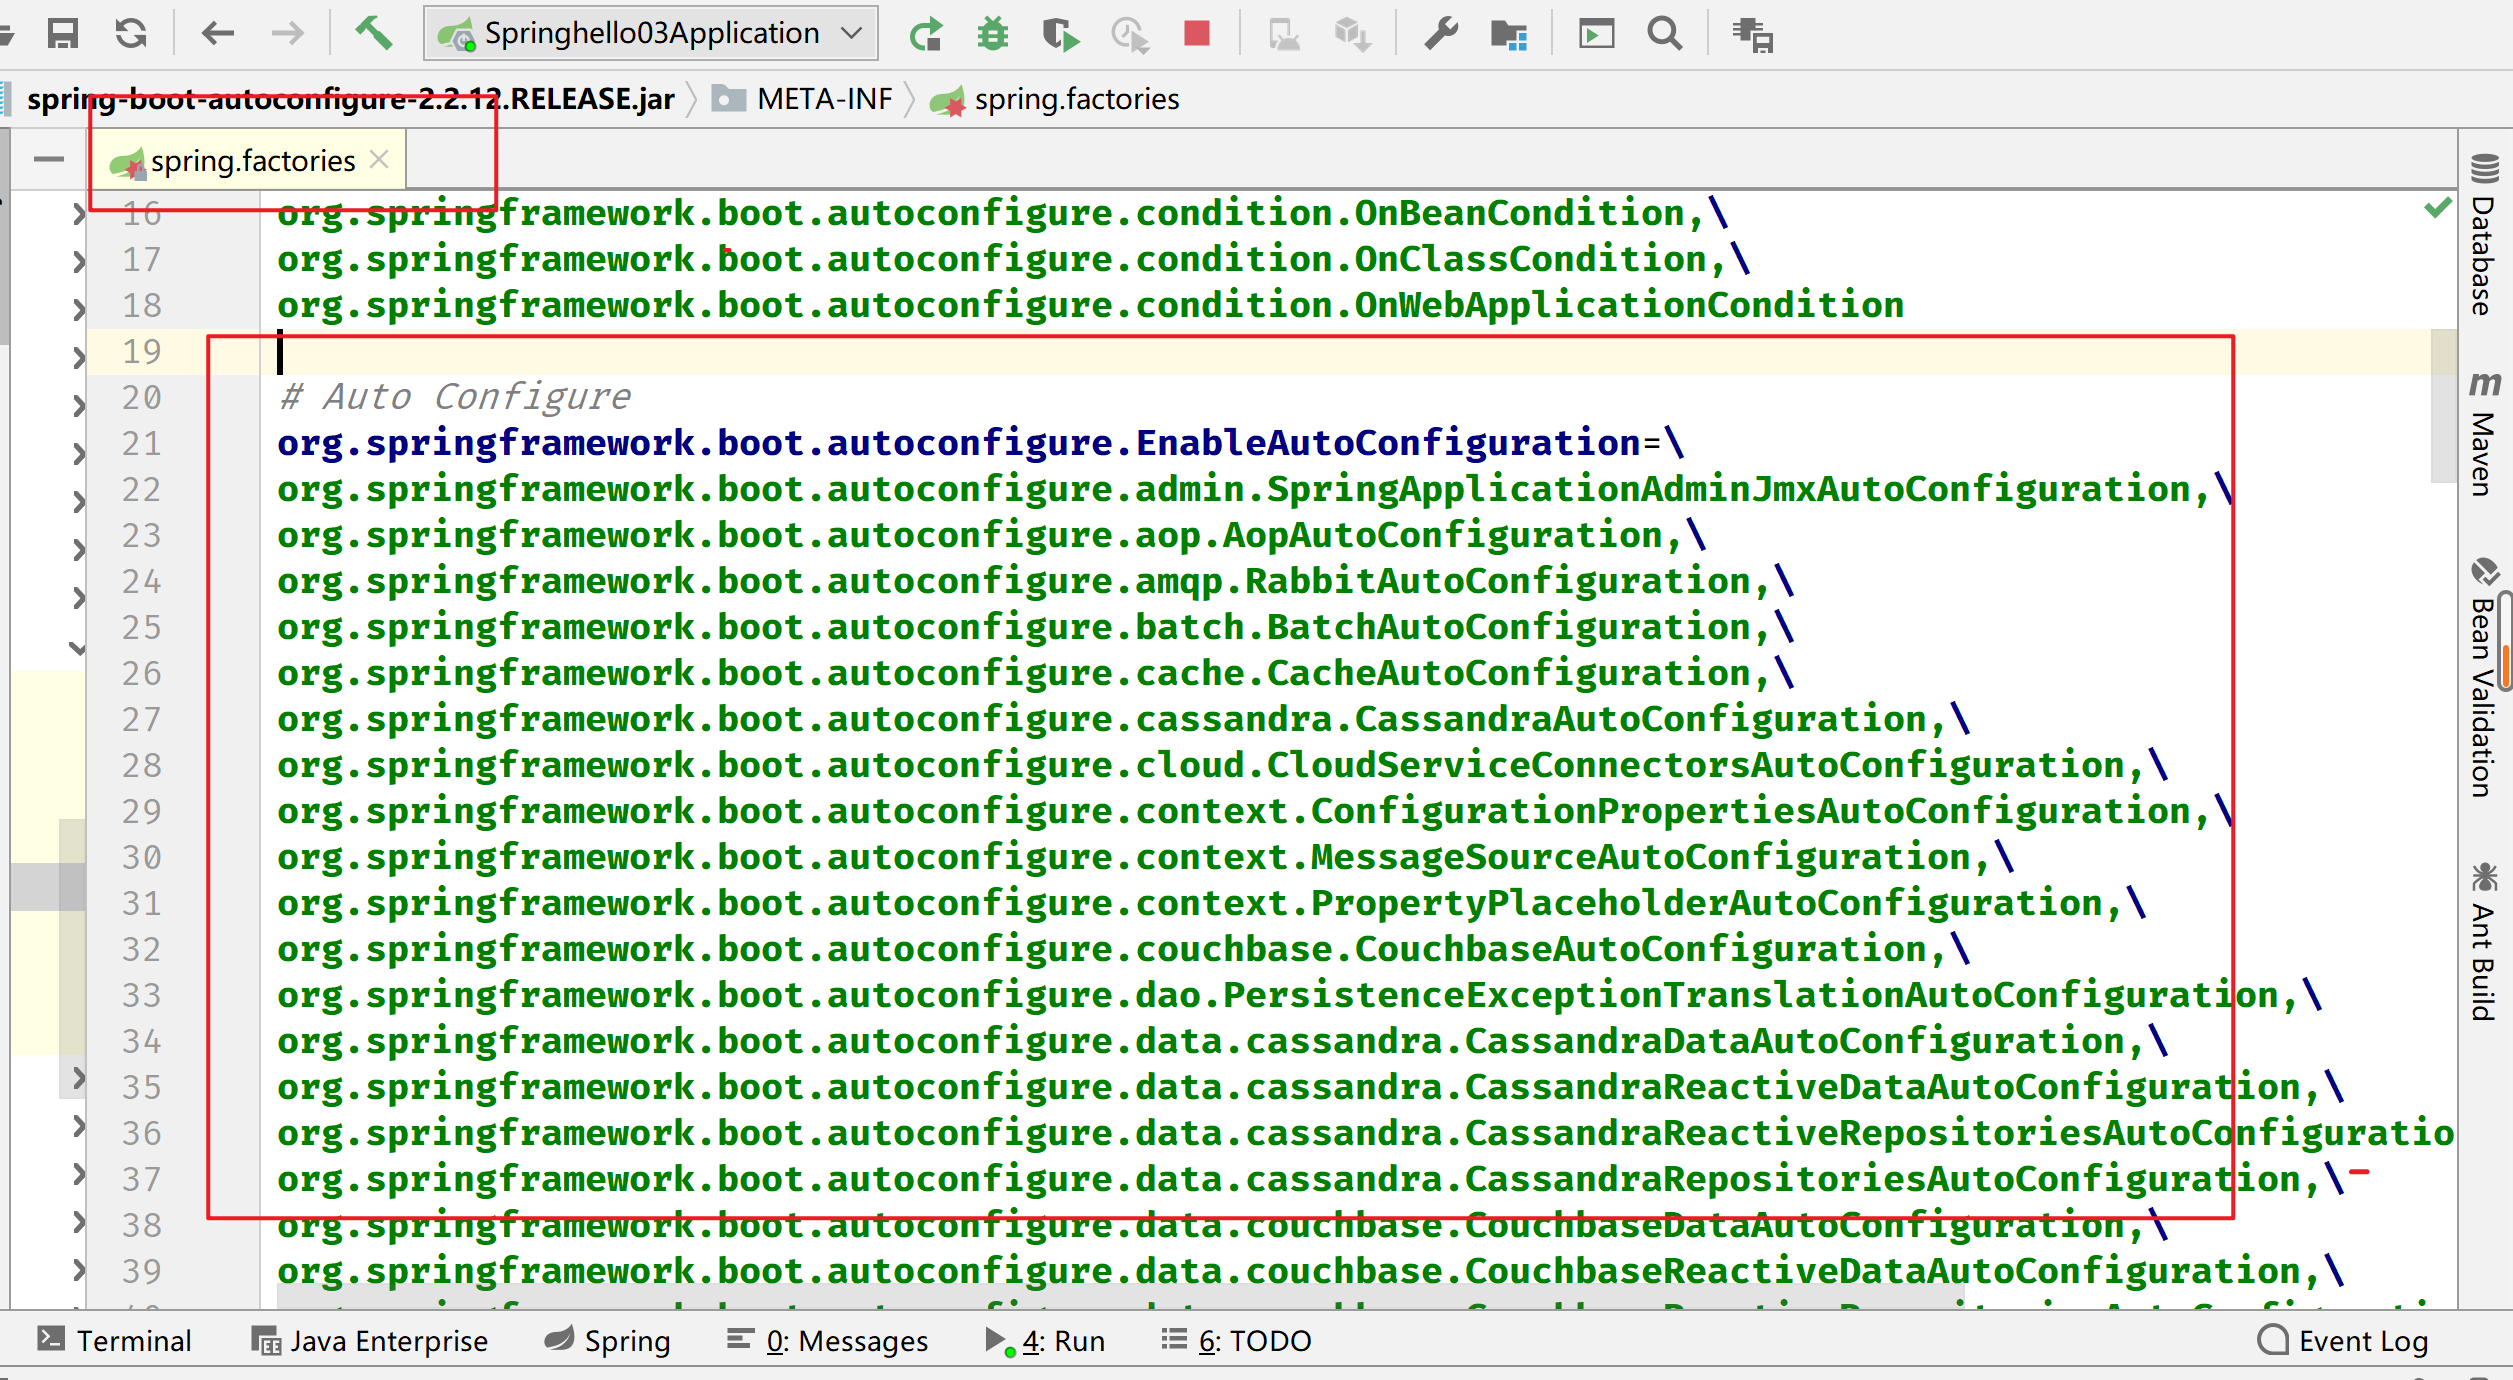 Springhello03Application
spring-boot-autoconfigure-2.2.12.RELEASE.jar
META-INF
spring.factories
spring.factories
16 org.springframework.boot.autoconfigure.condition.OnBeanCondition,\
17 org.springframework.boot.autoconfigure.condition.OnClassCondition,\
18 org.springframework.boot.autoconfigure.condition.OnWebApplicationCondition
19
20 # Auto Configure
21 org.springframework.boot.autoconfigure.EnableAutoConfiguration=\
22 org.springframework.boot.autoconfigure.admin.SpringApplicationAdminJmxAutoConfiguration,\
23 org.springframework.boot.autoconfigure.aop.AopAutoConfiguration,\
24 org.springframework.boot.autoconfigure.amqp.RabbitAutoConfiguration,\
25 org.springframework.boot.autoconfigure.batch.BatchAutoConfiguration,\
26 org.springframework.boot.autoconfigure.cache.CacheAutoConfiguration,\
27 org.springframework.boot.autoconfigure.cassandra.CassandraAutoConfiguration,\
28 org.springframework.boot.autoconfigure.cloud.CloudServiceConnectorsAutoConfiguration,\
29 org.springframework.boot.autoconfigure.context.ConfigurationPropertiesAutoConfiguration,\
30 org.springframework.boot.autoconfigure.context.MessageSourceAutoConfiguration,\
31 org.springframework.boot.autoconfigure.context.PropertyPlaceholderAutoConfiguration,\
32 org.springframework.boot.autoconfigure.couchbase.CouchbaseAutoConfiguration,\
33 org.springframework.boot.autoconfigure.dao.PersistenceExceptionTranslationAutoConfiguration,\
34 org.springframework.boot.autoconfigure.data.cassandra.CassandraDataAutoConfiguration,\
35 org.springframework.boot.autoconfigure.data.cassandra.CassandraReactiveDataAutoConfiguration,\
36 org.springframework.boot.autoconfigure.data.cassandra.CassandraReactiveRepositoriesAutoConfiguratio
37 org.springframework.boot.autoconfigure.data.cassandra.CassandraRepositoriesAutoConfiguration,\
38 org.springframework.boot.autoconfigure.data.couchbase.CouchbaseDataAutoConfiguration,\
39 org.springframework.boot.autoconfigure.data.couchbase.CouchbaseReactiveDataAutoConfiguration,\
Database
Maven
Bean Validation
Ant Build
Terminal
Java Enterprise
Spring
0: Messages
4: Run
6: TODO
Event Log